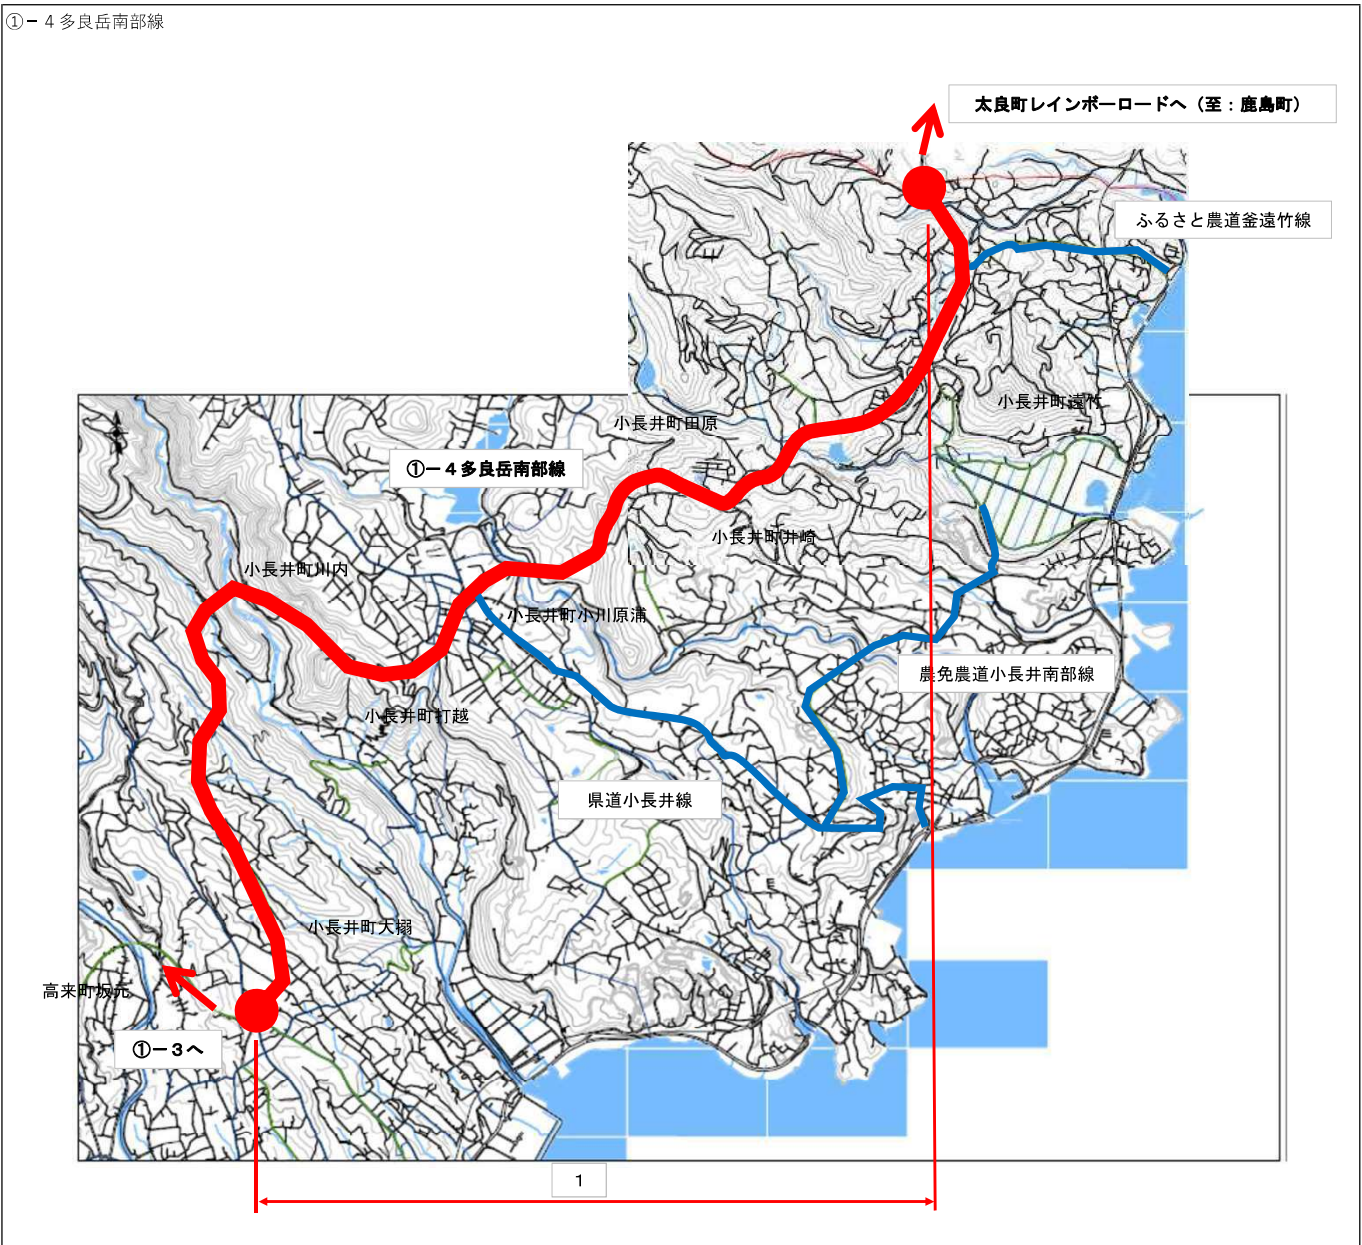 ①－４多良岳南部線
太良町レインボーロードへ（至：鹿島町）
ふるさと農道釜遠竹線
小長井町遠竹
小長井町田原
①－４多良岳南部線
小長井町井崎
小長井町川内
小長井町小川原浦
農免農道小長井南部線
小長井町打越
県道小長井線
小長井町大搦
高来町坂元
①－３へ
１